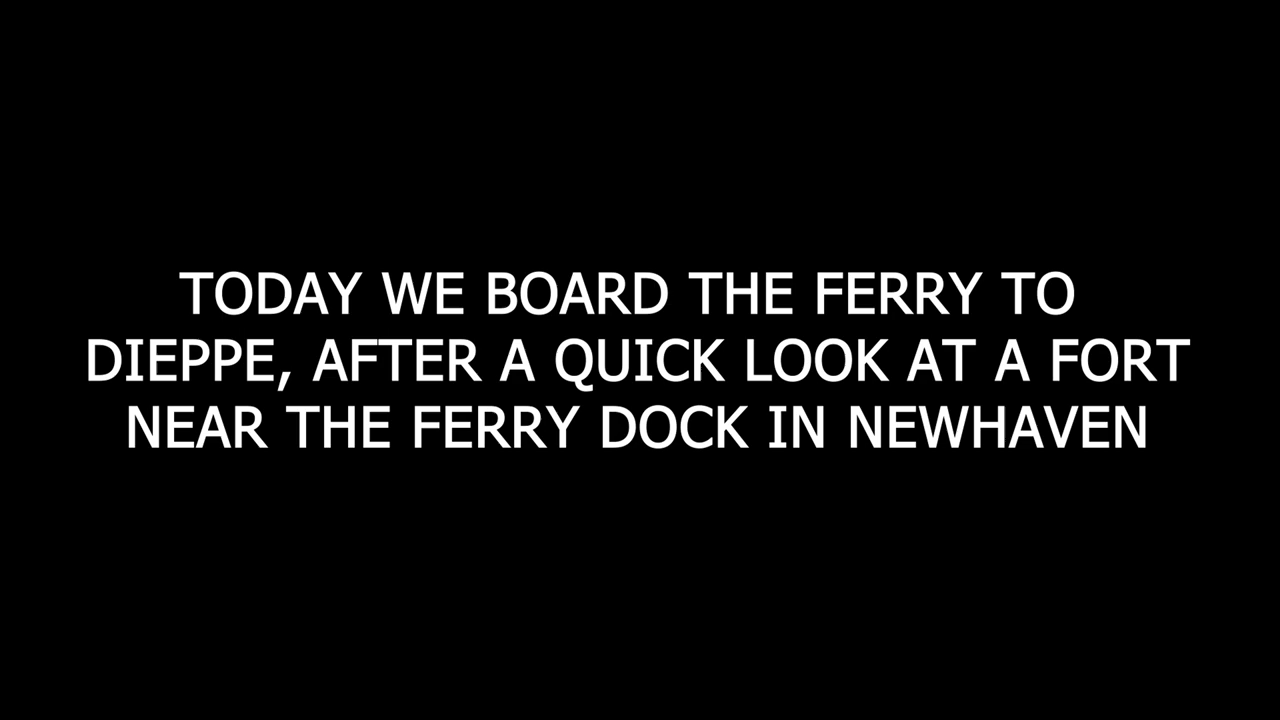 TODAY WE BOARD THE FERRY TO
DIEPPE, AFTER A QUICK LOOK AT A FORT
NEAR THE FERRY DOCK IN NEWHAVEN